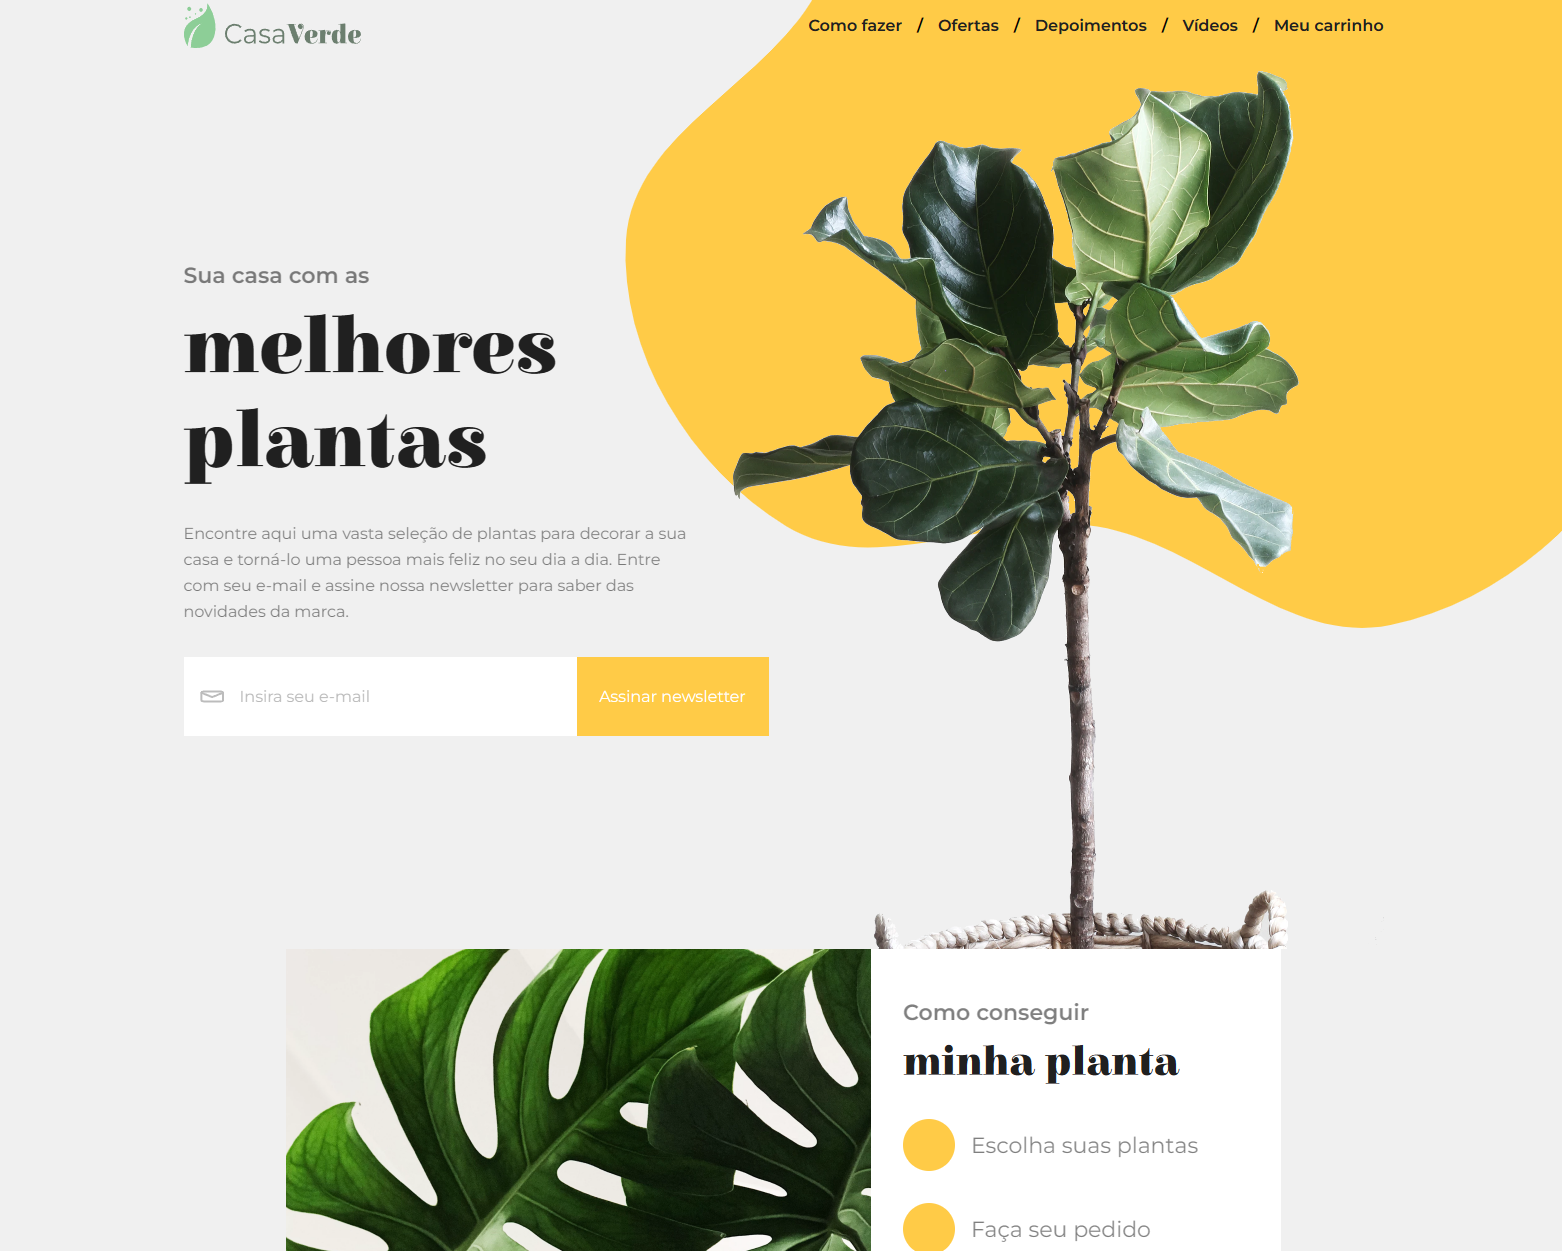 CasaVerde
Como fazer / Ofertas / Depoimentos / Vídeos / Meu carrinho
Sua casa com as
melhores
plantas
Encontre aqui uma vasta seleção de plantas para decorar a sua
casa e torná-lo uma pessoa mais feliz no seu dia a dia. Entre
com seu e-mail e assine nossa newsletter para saber das
novidades da marca.
Insira seu e-mail
Assinar newsletter
Como conseguir
minha planta
Escolha suas plantas
Faça seu pedido